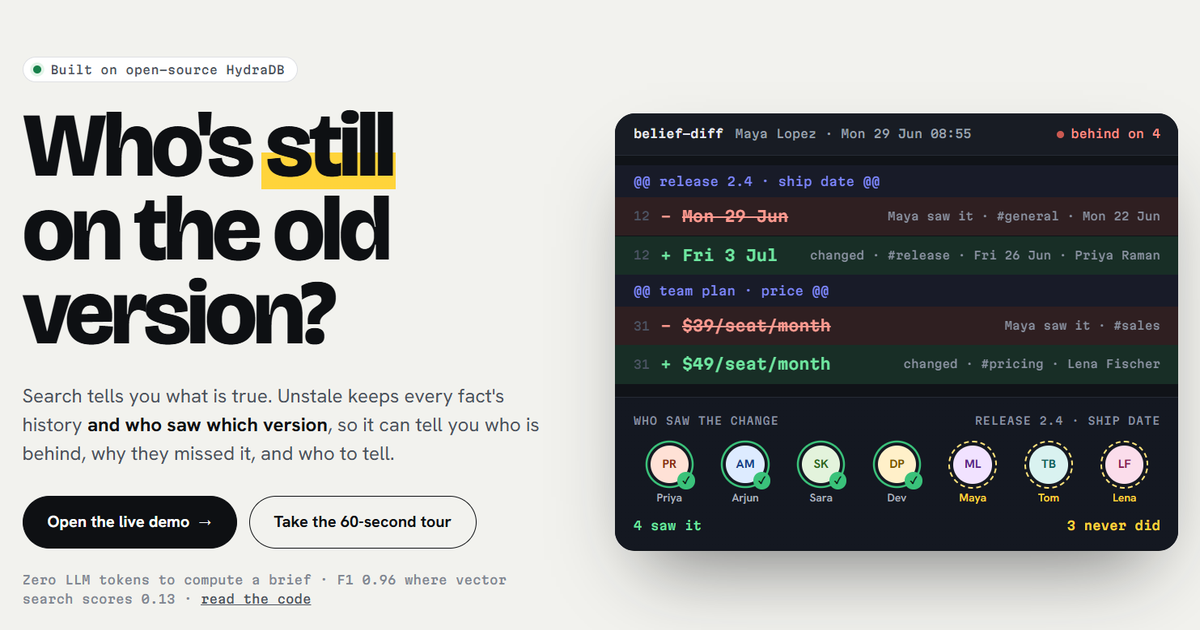 Built on open-source HydraDB
Who's still
on the old
version?
Search tells you what is true. Unstale keeps every fact's
history and who saw which version, so it can tell you who is
behind, why they missed it, and who to tell.
Open the live demo →
Take the 60-second tour
Zero LLM tokens to compute a brief · F1 0.96 where vector
search scores 0.13 · read the code
belief-diff Maya Lopez · Mon 29 Jun 08:55 behind on 4
@@ release 2.4 · ship date @@
12 − Mon 29 Jun Maya saw it · #general · Mon 22 Jun
12 + Fri 3 Jul changed · #release · Fri 26 Jun · Priya Raman
@@ team plan · price @@
31 − $39/seat/month Maya saw it · #sales
31 + $49/seat/month changed · #pricing · Lena Fischer
WHO SAW THE CHANGE RELEASE 2.4 · SHIP DATE
PR AM SK DP ML TB LF
Priya Arjun Sara Dev Maya Tom Lena
4 saw it 3 never did